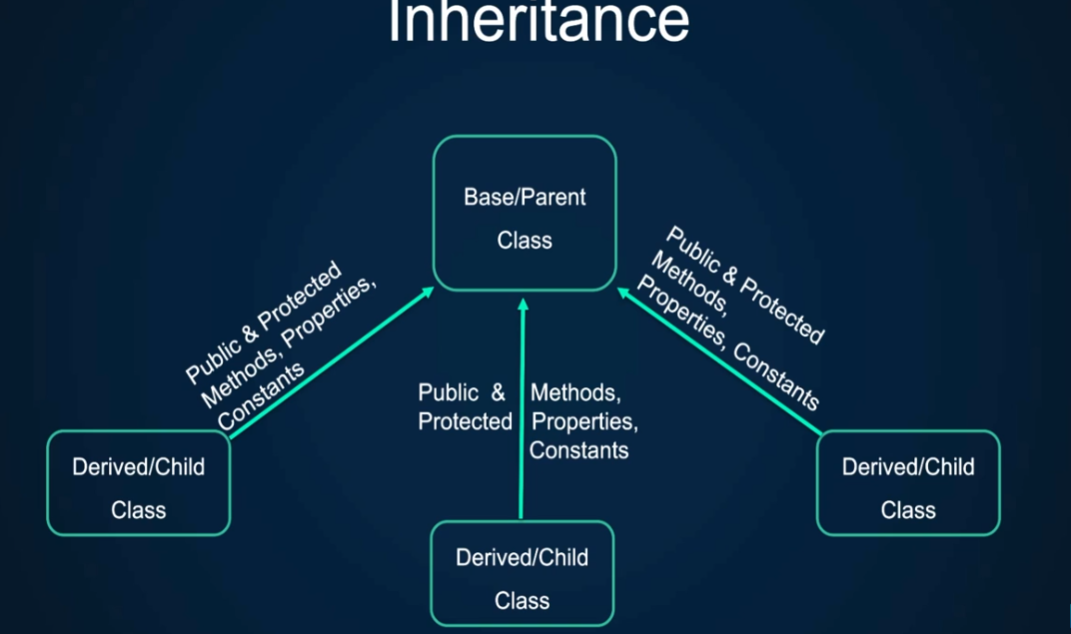 Inheritance
Base/Parent
Class
Public & Protected
Methods, Properties,
Constants
Public & Protected
Methods,
Properties, Constants
Public & Methods,
Protected Properties,
Constants
Derived/Child
Class
Derived/Child
Class
Derived/Child
Class